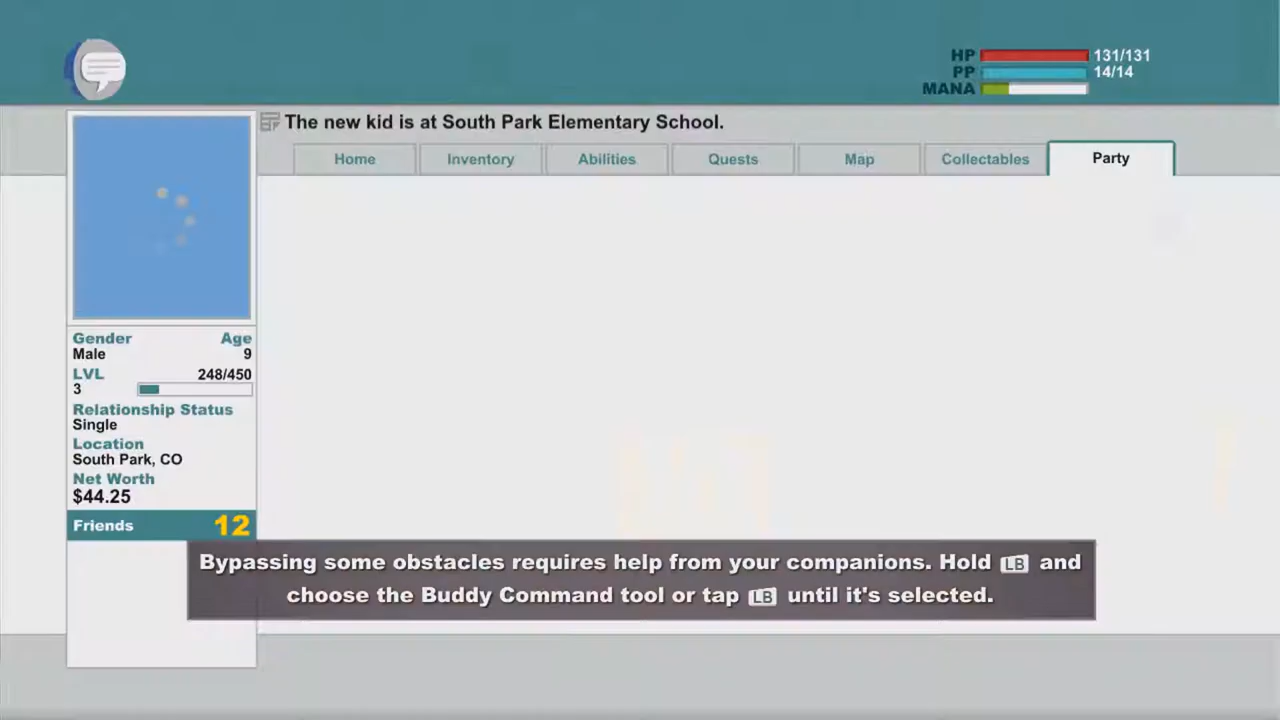 HP 131/131
PP 14/14
MANA
The new kid is at South Park Elementary School.
Home Inventory Abilities Quests Map Collectables Party
Gender Age
Male 9
LVL 248/450
3
Relationship Status
Single
Location
South Park, CO
Net Worth
$44.25
Friends 12
Bypassing some obstacles requires help from your companions. Hold LB and
choose the Buddy Command tool or tap LB until it's selected.